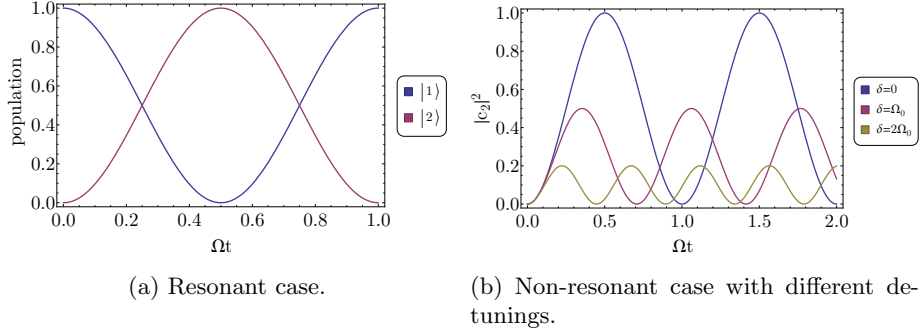 1.0
0.8
0.6
0.4
0.2
0.0
population
0.0 0.2 0.4 0.6 0.8 1.0
Ωt
|1⟩
|2⟩
1.0
0.8
0.6
0.4
0.2
0.0
|c₂|²
0.0 0.5 1.0 1.5 2.0
Ωt
δ=0
δ=Ω₀
δ=2Ω₀
(a) Resonant case.
(b) Non-resonant case with different de-
tunings.